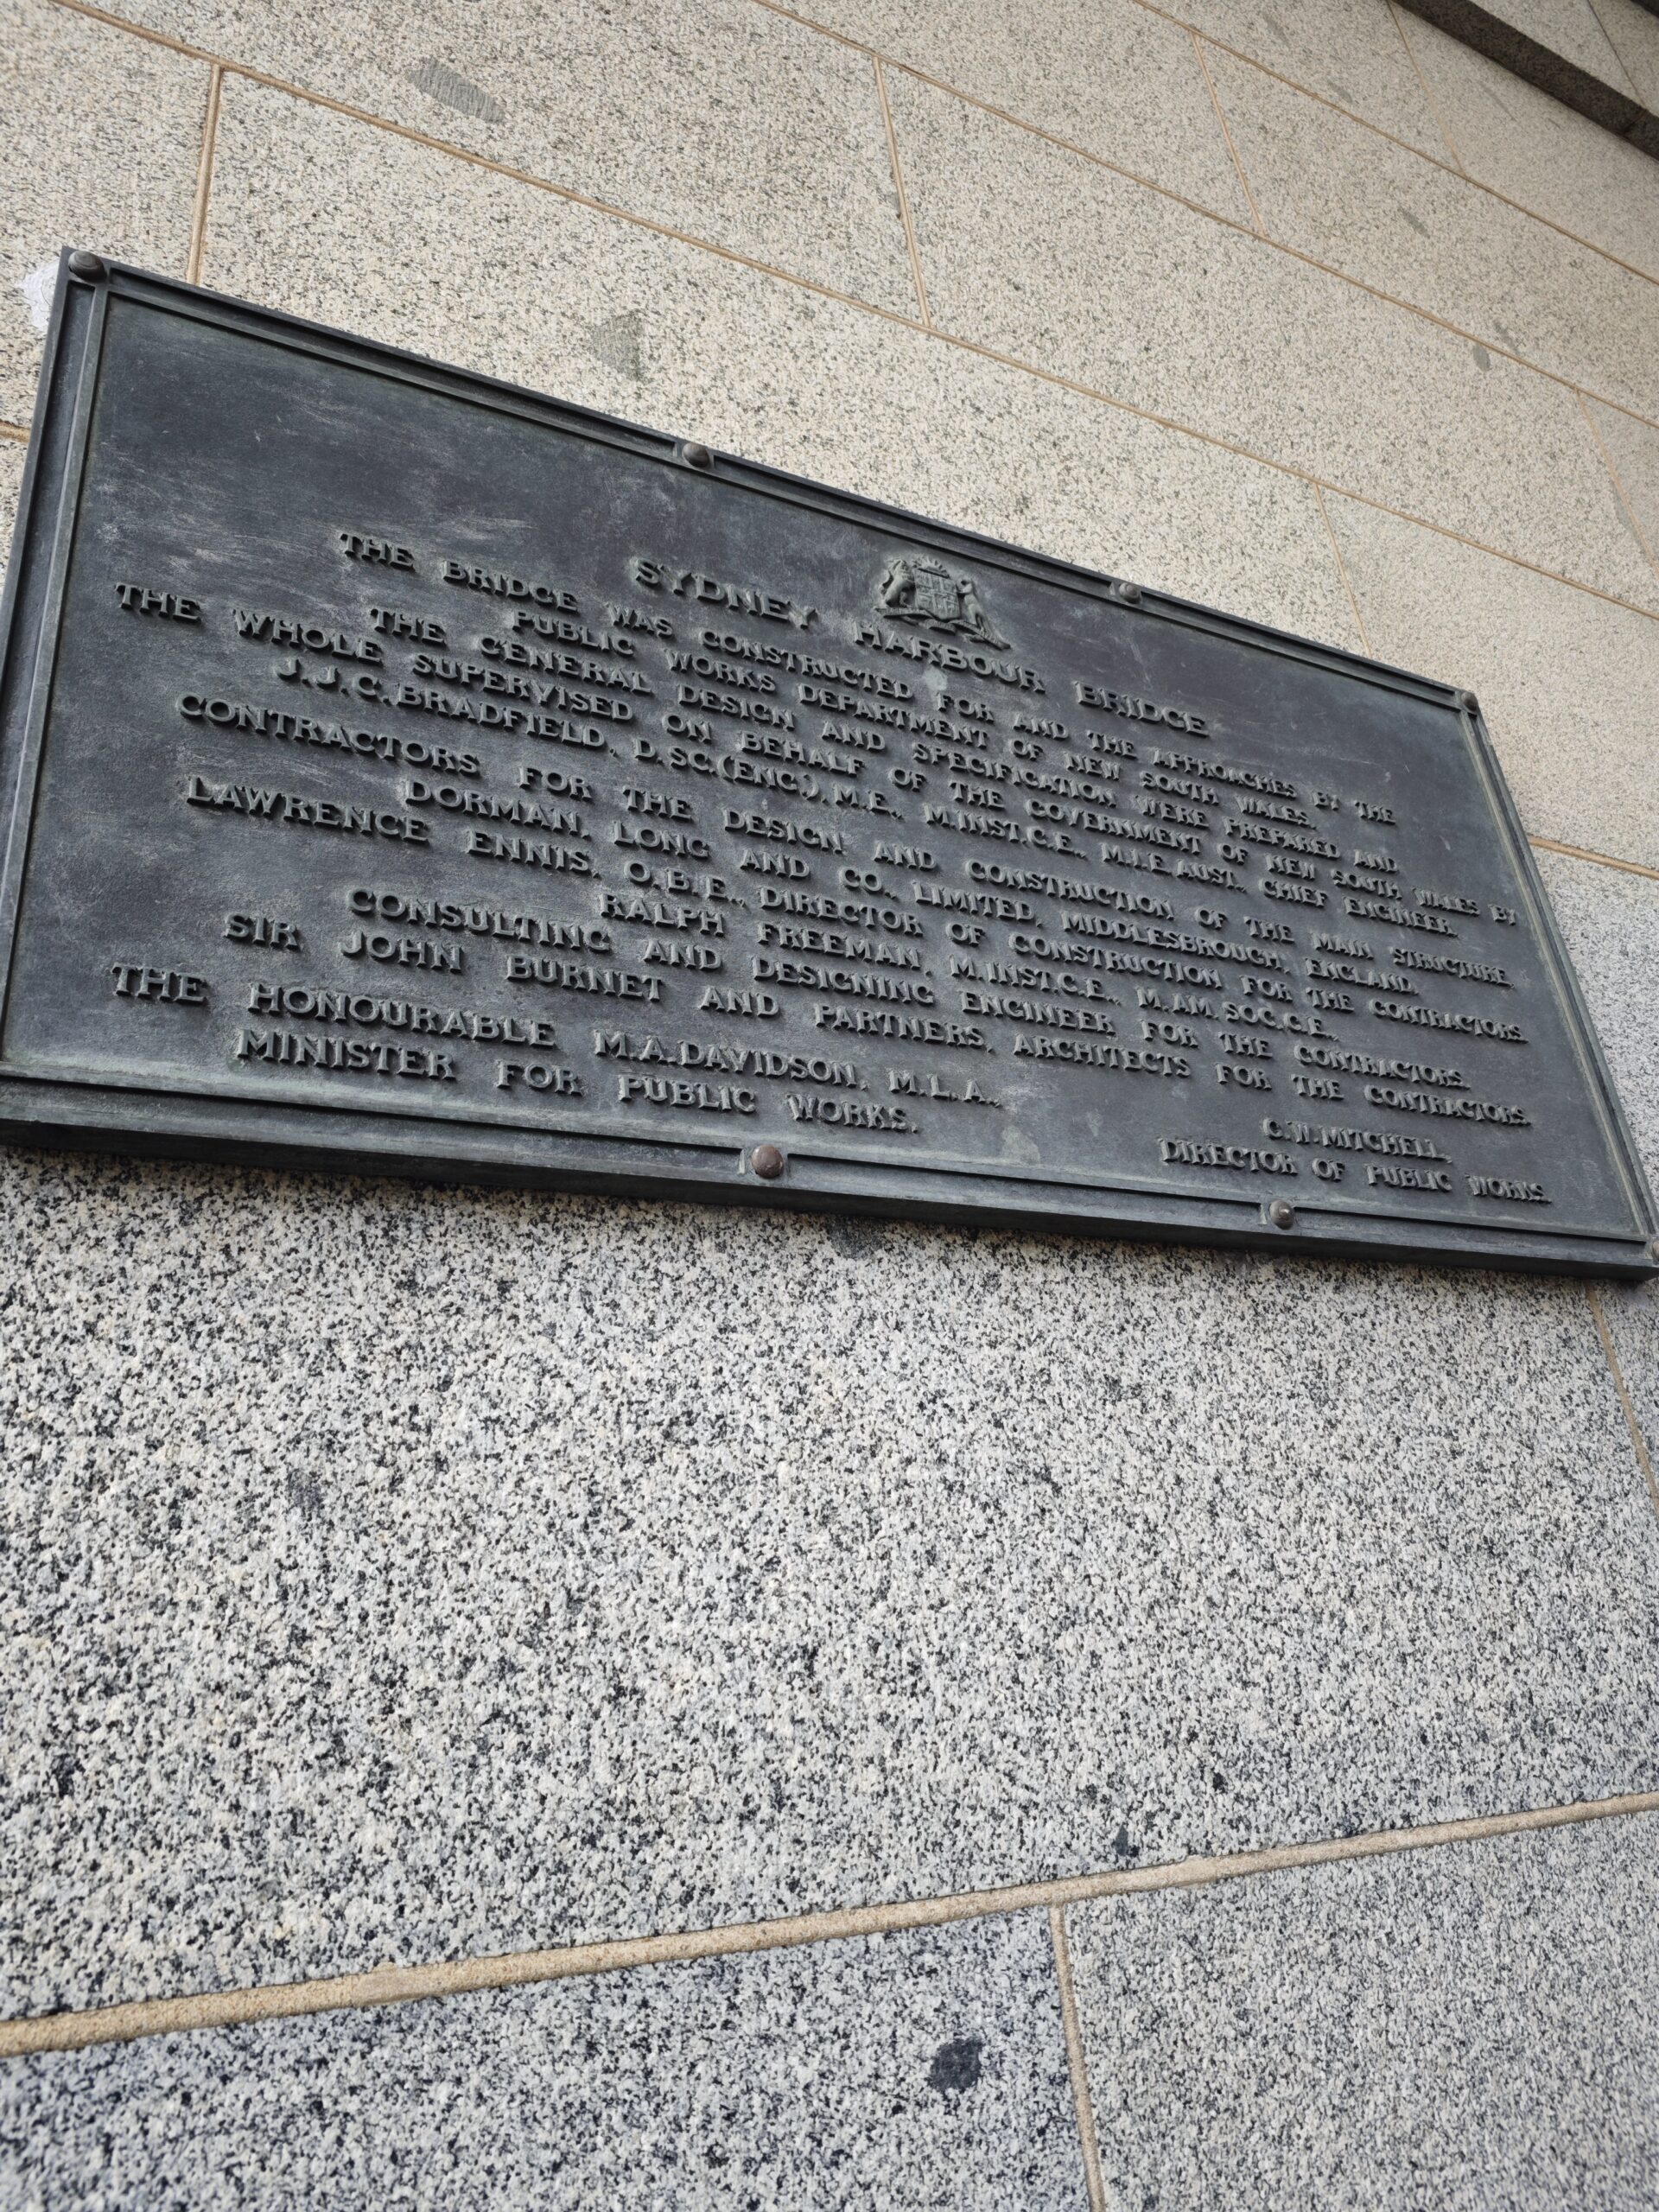 SYDNEY HARBOUR BRIDGE
THE BRIDGE WAS CONSTRUCTED FOR AND THE APPROACHES BY THE
PUBLIC WORKS DEPARTMENT OF NEW SOUTH WALES.
THE GENERAL DESIGN AND SPECIFICATION WERE PREPARED AND
THE WHOLE SUPERVISED ON BEHALF OF THE GOVERNMENT OF NEW SOUTH WALES BY
J.J.C.BRADFIELD, D.SC.(ENG.), M.E., M.INST.C.E., M.I.E.AUST., CHIEF ENGINEER.
CONTRACTORS FOR THE DESIGN AND CONSTRUCTION OF THE MAIN STRUCTURE,
DORMAN, LONG AND CO., LIMITED, MIDDLESBROUGH, ENGLAND.
LAWRENCE ENNIS, O.B.E., DIRECTOR OF CONSTRUCTION FOR THE CONTRACTORS.
RALPH FREEMAN, M.INST.C.E., M.AM.SOC.C.E.,
CONSULTING AND DESIGNING ENGINEER FOR THE CONTRACTORS.
SIR JOHN BURNET AND PARTNERS, ARCHITECTS FOR THE CONTRACTORS.
THE HONOURABLE M.A.DAVIDSON, M.L.A.,
MINISTER FOR PUBLIC WORKS.
C.W.MITCHELL,
DIRECTOR OF PUBLIC WORKS.